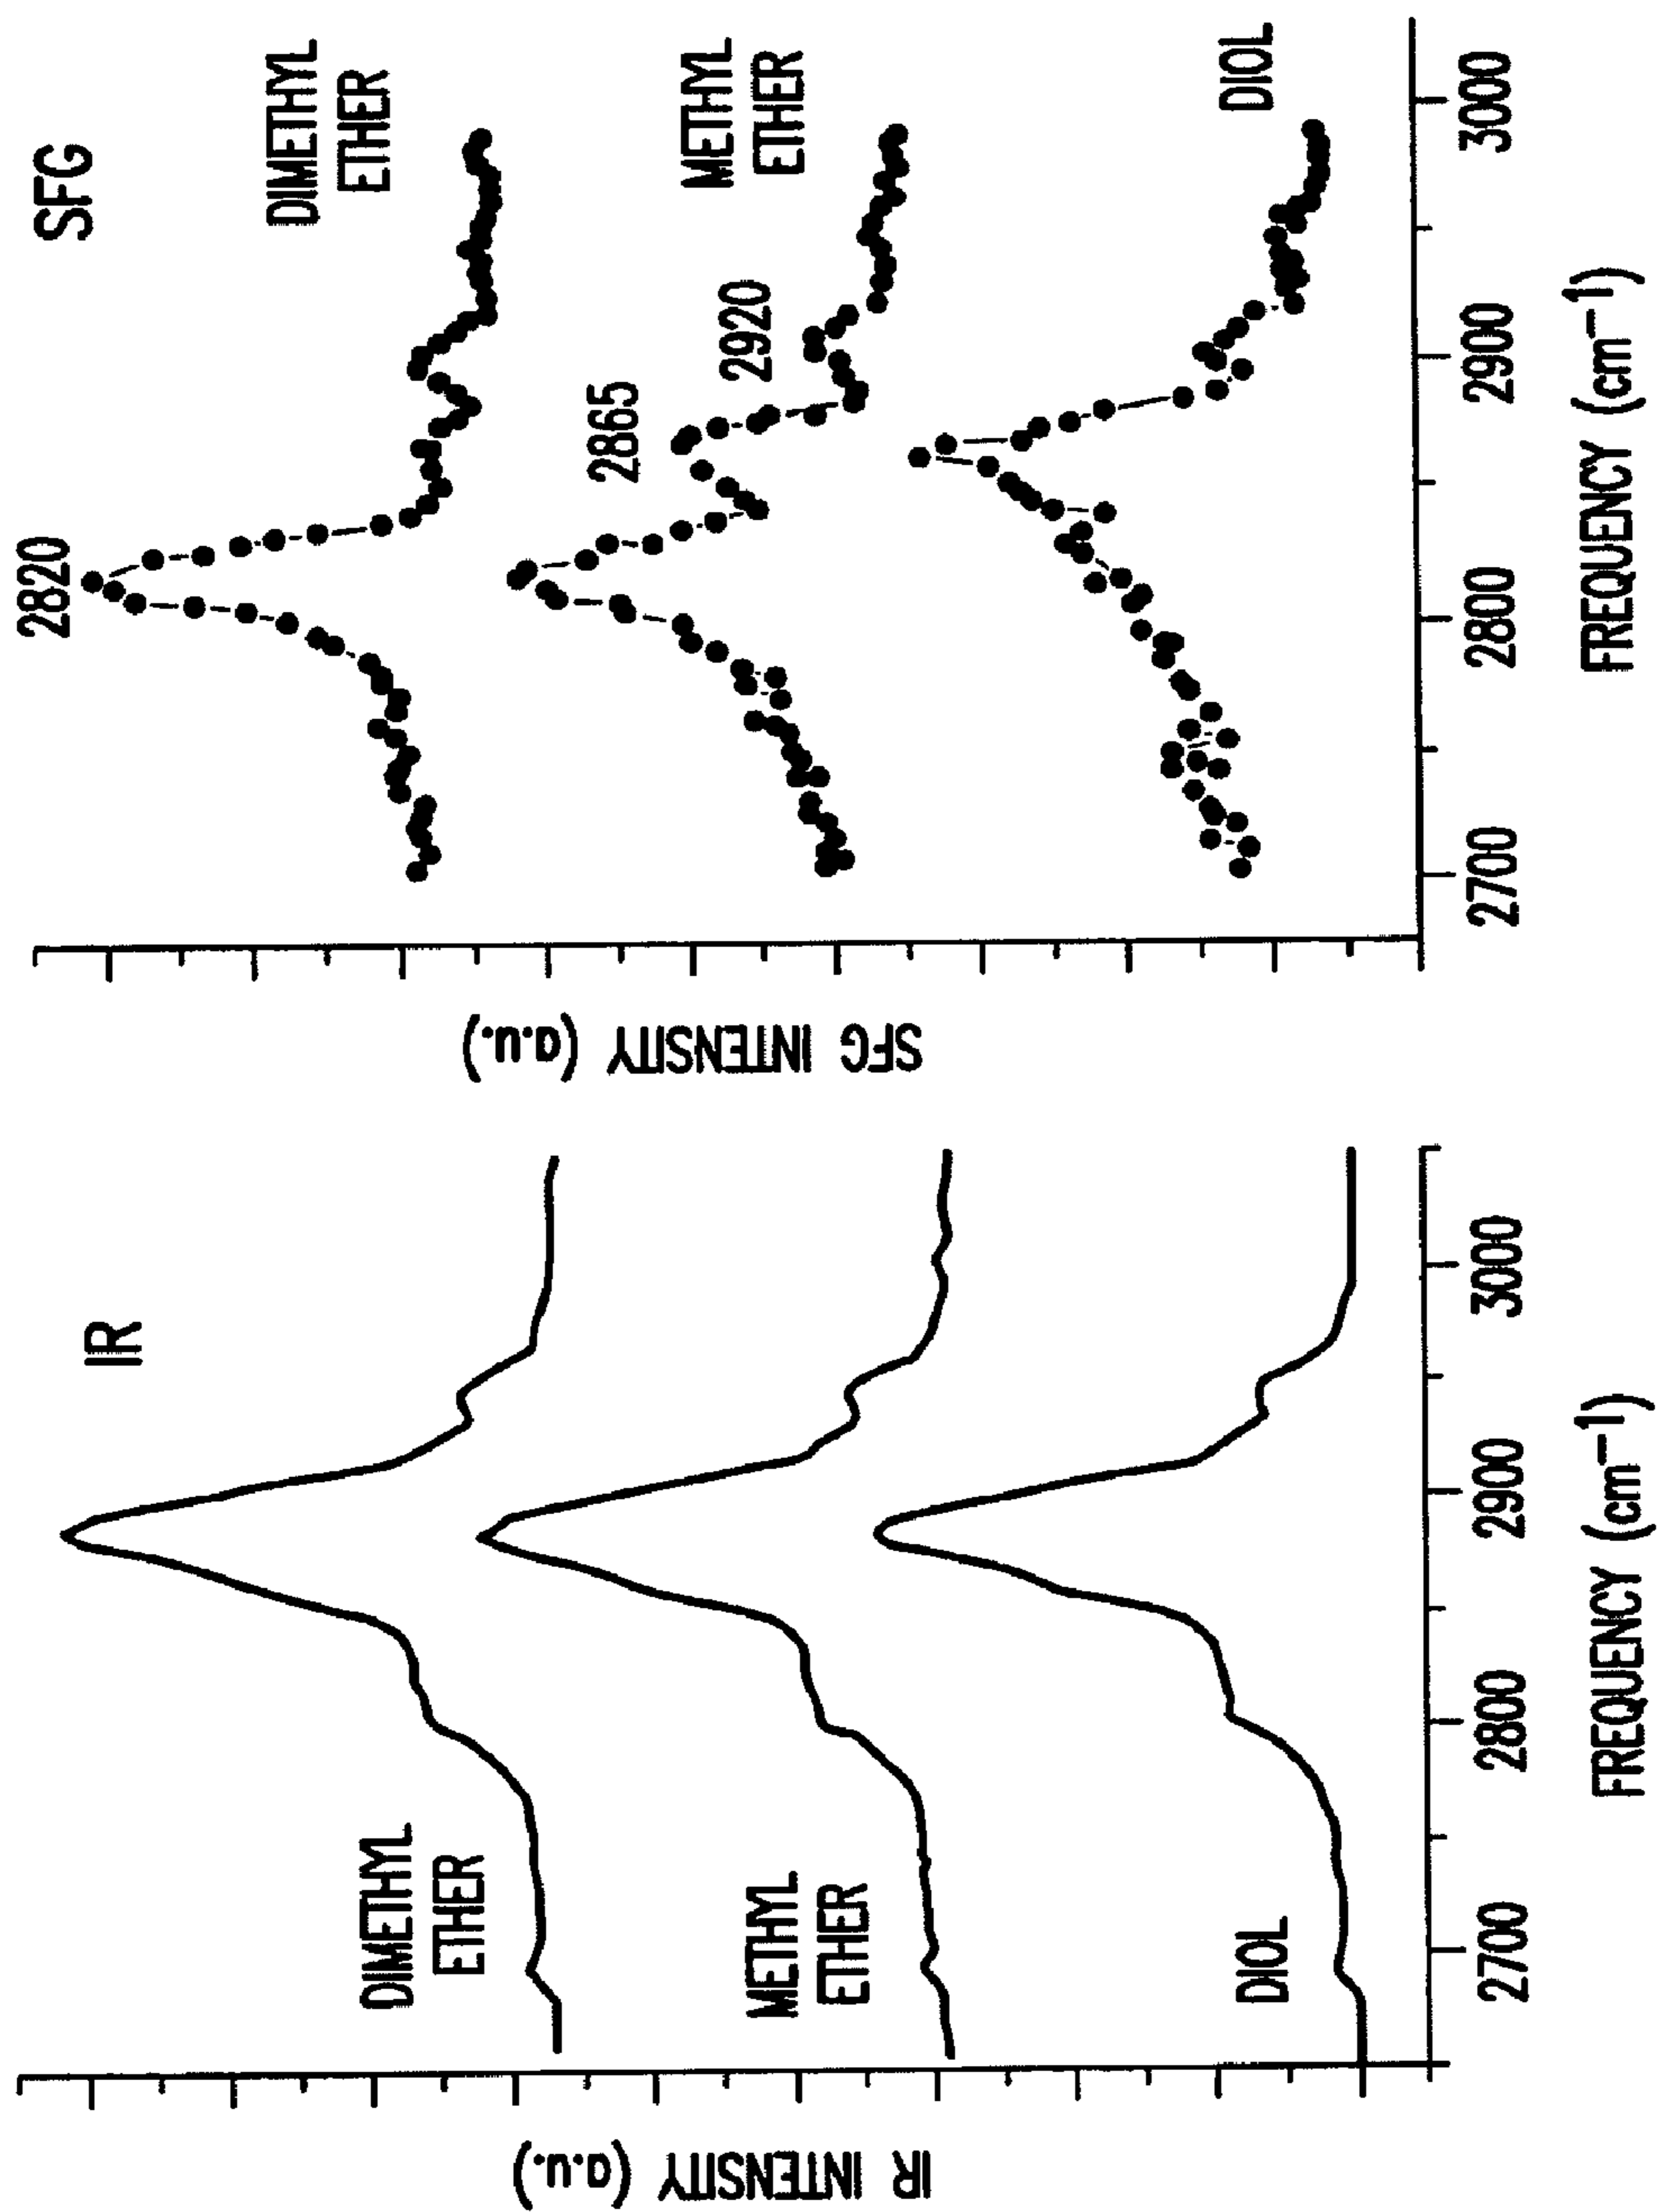 IR
DIMETHYL
ETHER
METHYL
ETHER
DIOL
IR INTENSITY (a.u.)
2700
2800
2900
3000
FREQUENCY (cm⁻¹)
SFG
2820
DIMETHYL
ETHER
2865
2920
METHYL
ETHER
DIOL
SFG INTENSITY (a.u.)
2700
2800
2900
3000
FREQUENCY (cm⁻¹)